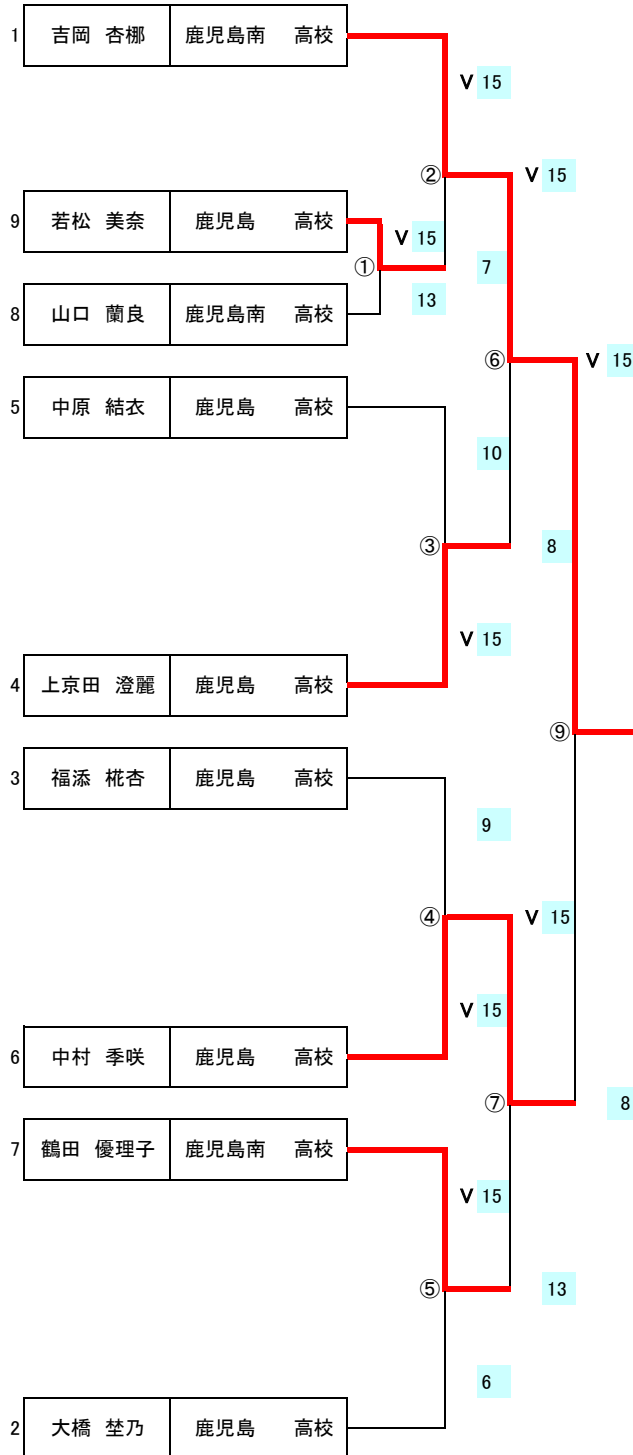 1 吉岡 杏梛 鹿児島南 高校
V 15
② V 15
9 若松 美奈 鹿児島 高校
V 15
① 7
13
8 山口 蘭良 鹿児島南 高校
⑥ V 15
5 中原 結衣 鹿児島 高校
10
③ 8
V 15
4 上京田 澄麗 鹿児島 高校
⑨
3 福添 椛杏 鹿児島 高校
9
④ V 15
V 15
6 中村 季咲 鹿児島 高校
⑦ 8
7 鶴田 優理子 鹿児島南 高校
V 15
⑤ 13
6
2 大橋 埜乃 鹿児島 高校